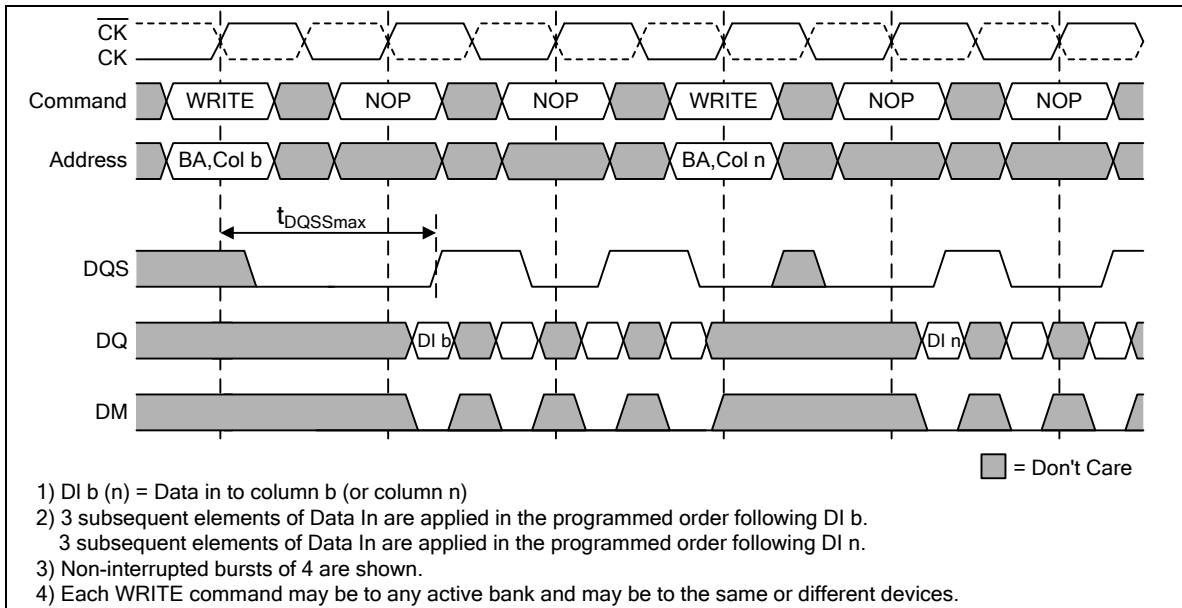 CK
CK
Command WRITE NOP NOP WRITE NOP NOP
Address BA,Col b BA,Col n
tDQSSmax
DQS
DQ DI b DI n
DM
= Don't Care
1) DI b (n) = Data in to column b (or column n)
2) 3 subsequent elements of Data In are applied in the programmed order following DI b.
3 subsequent elements of Data In are applied in the programmed order following DI n.
3) Non-interrupted bursts of 4 are shown.
4) Each WRITE command may be to any active bank and may be to the same or different devices.